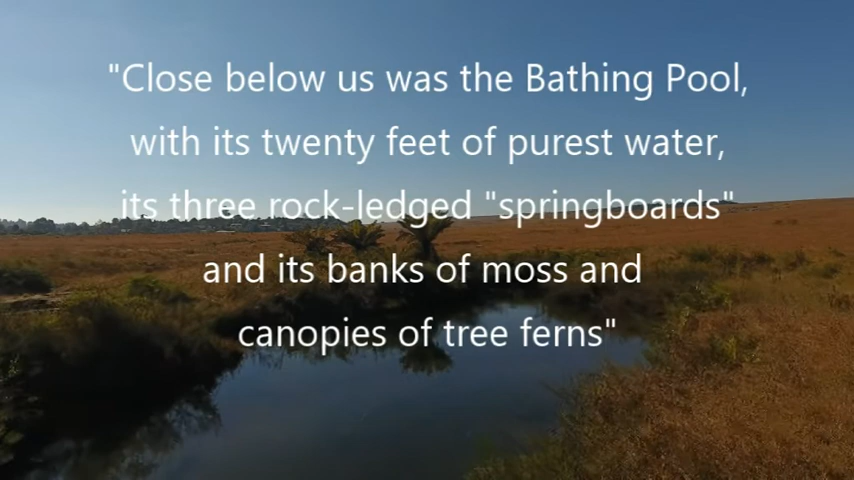 "Close below us was the Bathing Pool,
with its twenty feet of purest water,
its three rock-ledged "springboards"
and its banks of moss and
canopies of tree ferns"